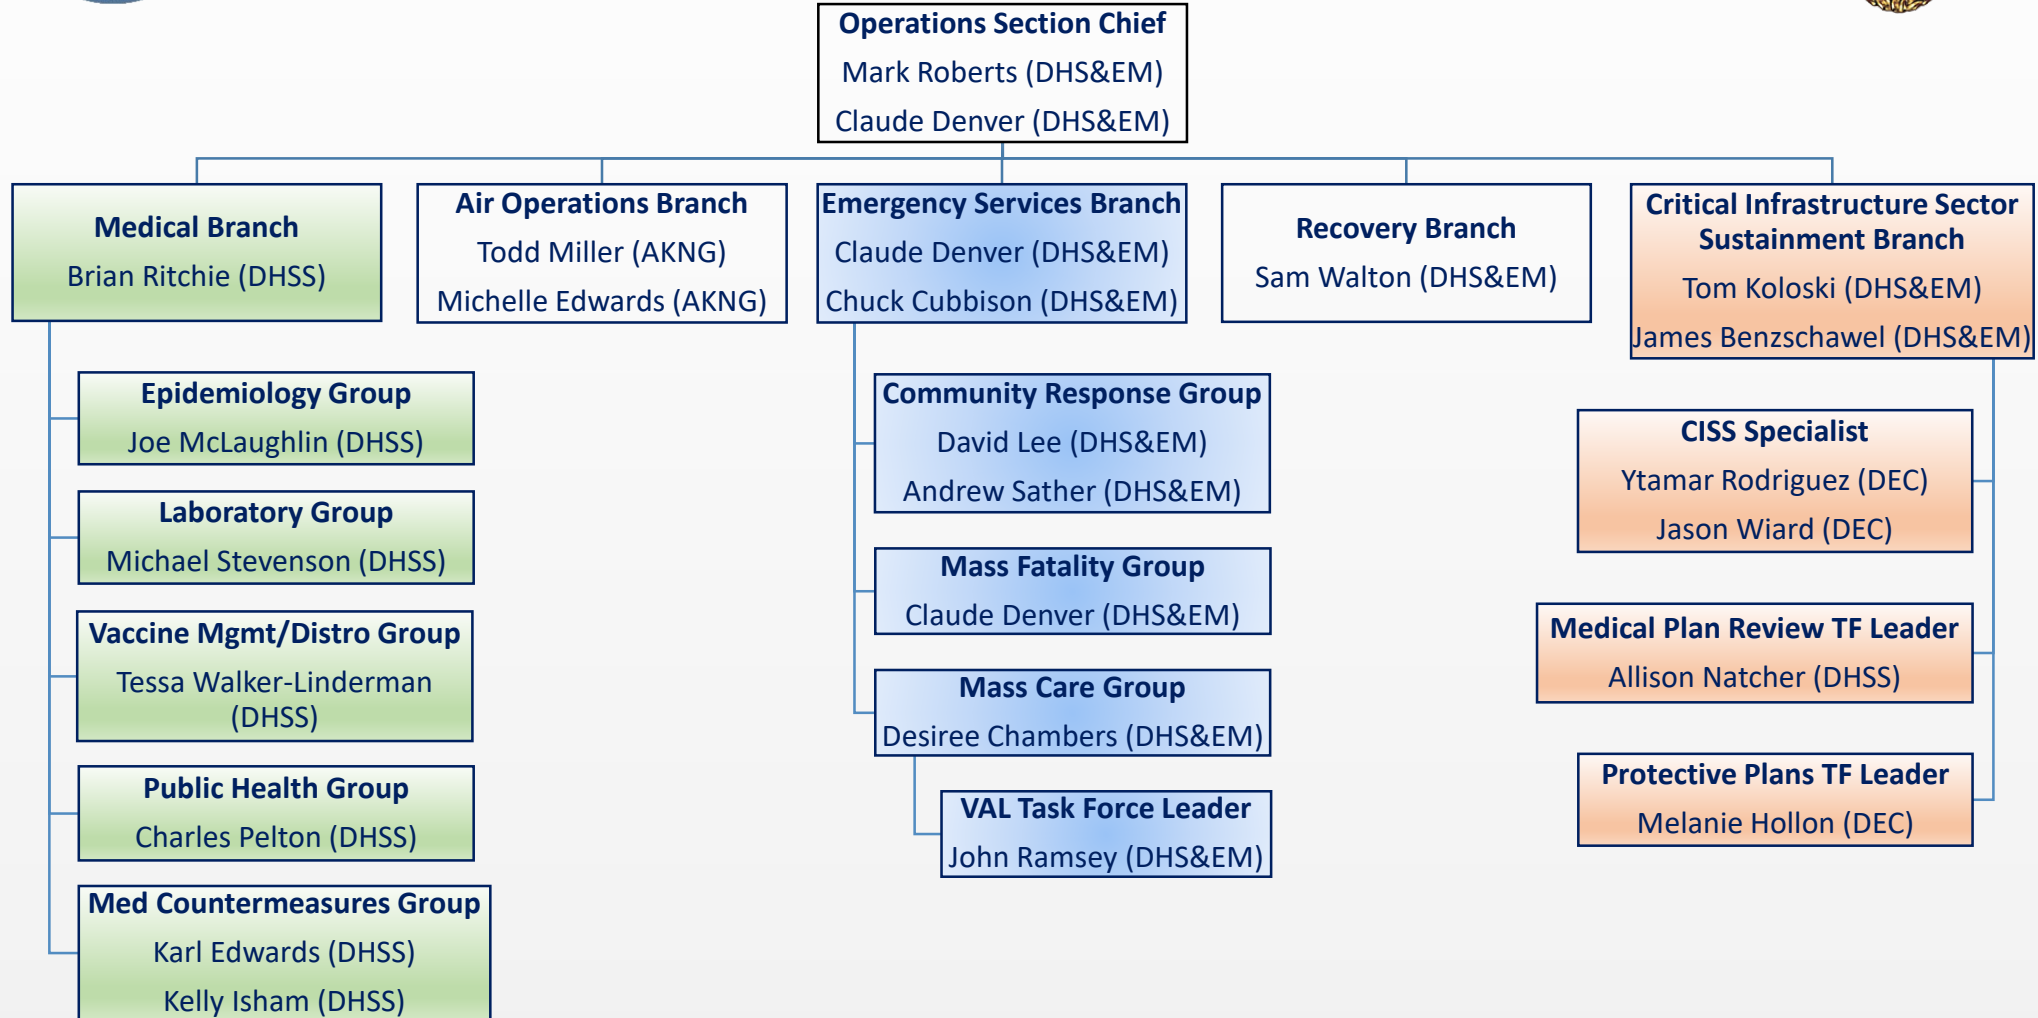 Operations Section Chief
Mark Roberts (DHS&EM)
Claude Denver (DHS&EM)
Medical Branch
Brian Ritchie (DHSS)
Air Operations Branch
Todd Miller (AKNG)
Michelle Edwards (AKNG)
Emergency Services Branch
Claude Denver (DHS&EM)
Chuck Cubbison (DHS&EM)
Recovery Branch
Sam Walton (DHS&EM)
Critical Infrastructure Sector
Sustainment Branch
Tom Koloski (DHS&EM)
James Benzschawel (DHS&EM)
Epidemiology Group
Joe McLaughlin (DHSS)
Laboratory Group
Michael Stevenson (DHSS)
Vaccine Mgmt/Distro Group
Tessa Walker-Linderman
(DHSS)
Public Health Group
Charles Pelton (DHSS)
Med Countermeasures Group
Karl Edwards (DHSS)
Kelly Isham (DHSS)
Community Response Group
David Lee (DHS&EM)
Andrew Sather (DHS&EM)
Mass Fatality Group
Claude Denver (DHS&EM)
Mass Care Group
Desiree Chambers (DHS&EM)
VAL Task Force Leader
John Ramsey (DHS&EM)
CISS Specialist
Ytamar Rodriguez (DEC)
Jason Wiard (DEC)
Medical Plan Review TF Leader
Allison Natcher (DHSS)
Protective Plans TF Leader
Melanie Hollon (DEC)